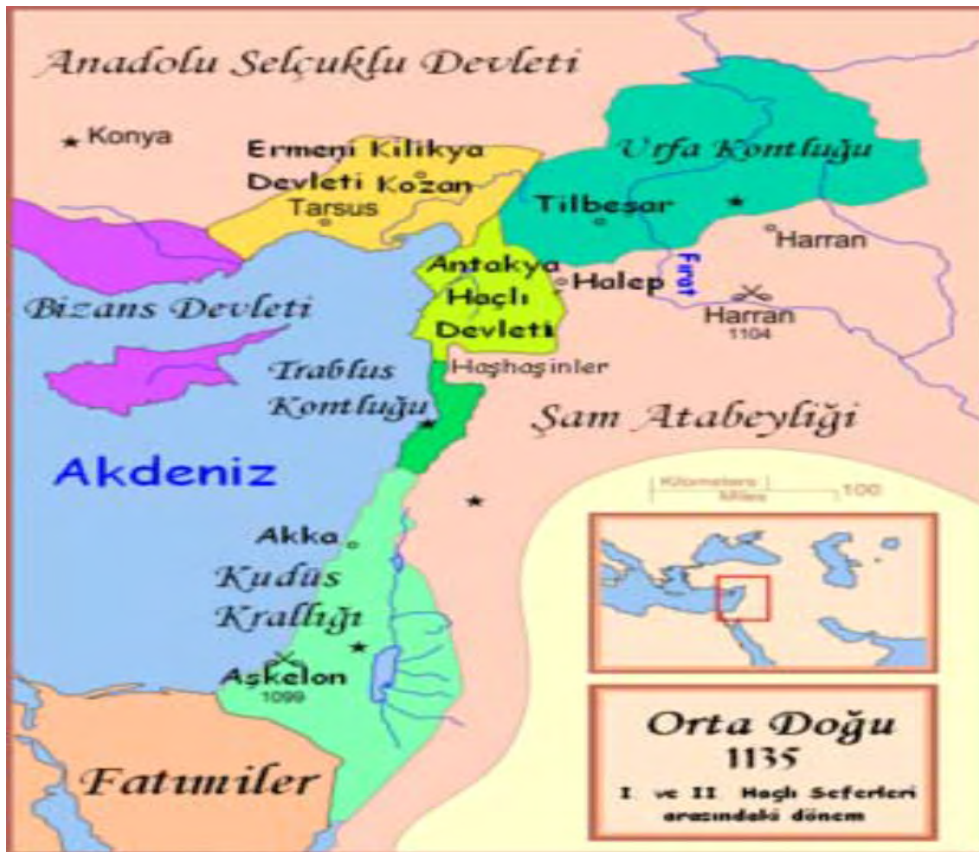 Anadolu Selçuklu Devleti
Konya
Ermeni Kilikya
Devleti Kozan
Tarsus
Urfa Kontluğu
Tilbeşar
Harran
Fırat
Antakya
Haçlı
Devleti
Halep
Harran
1104
Bizans Devleti
Haşhaşinler
Trablus
Kontluğu
Şam Atabeyliği
Akdeniz
Kilometers
Miles
100
Akka
Kudüs
Krallığı
Aşkelon
1099
Fatımiler
Orta Doğu
1135
I. ve II. Haçlı Seferleri
arasındaki dönem